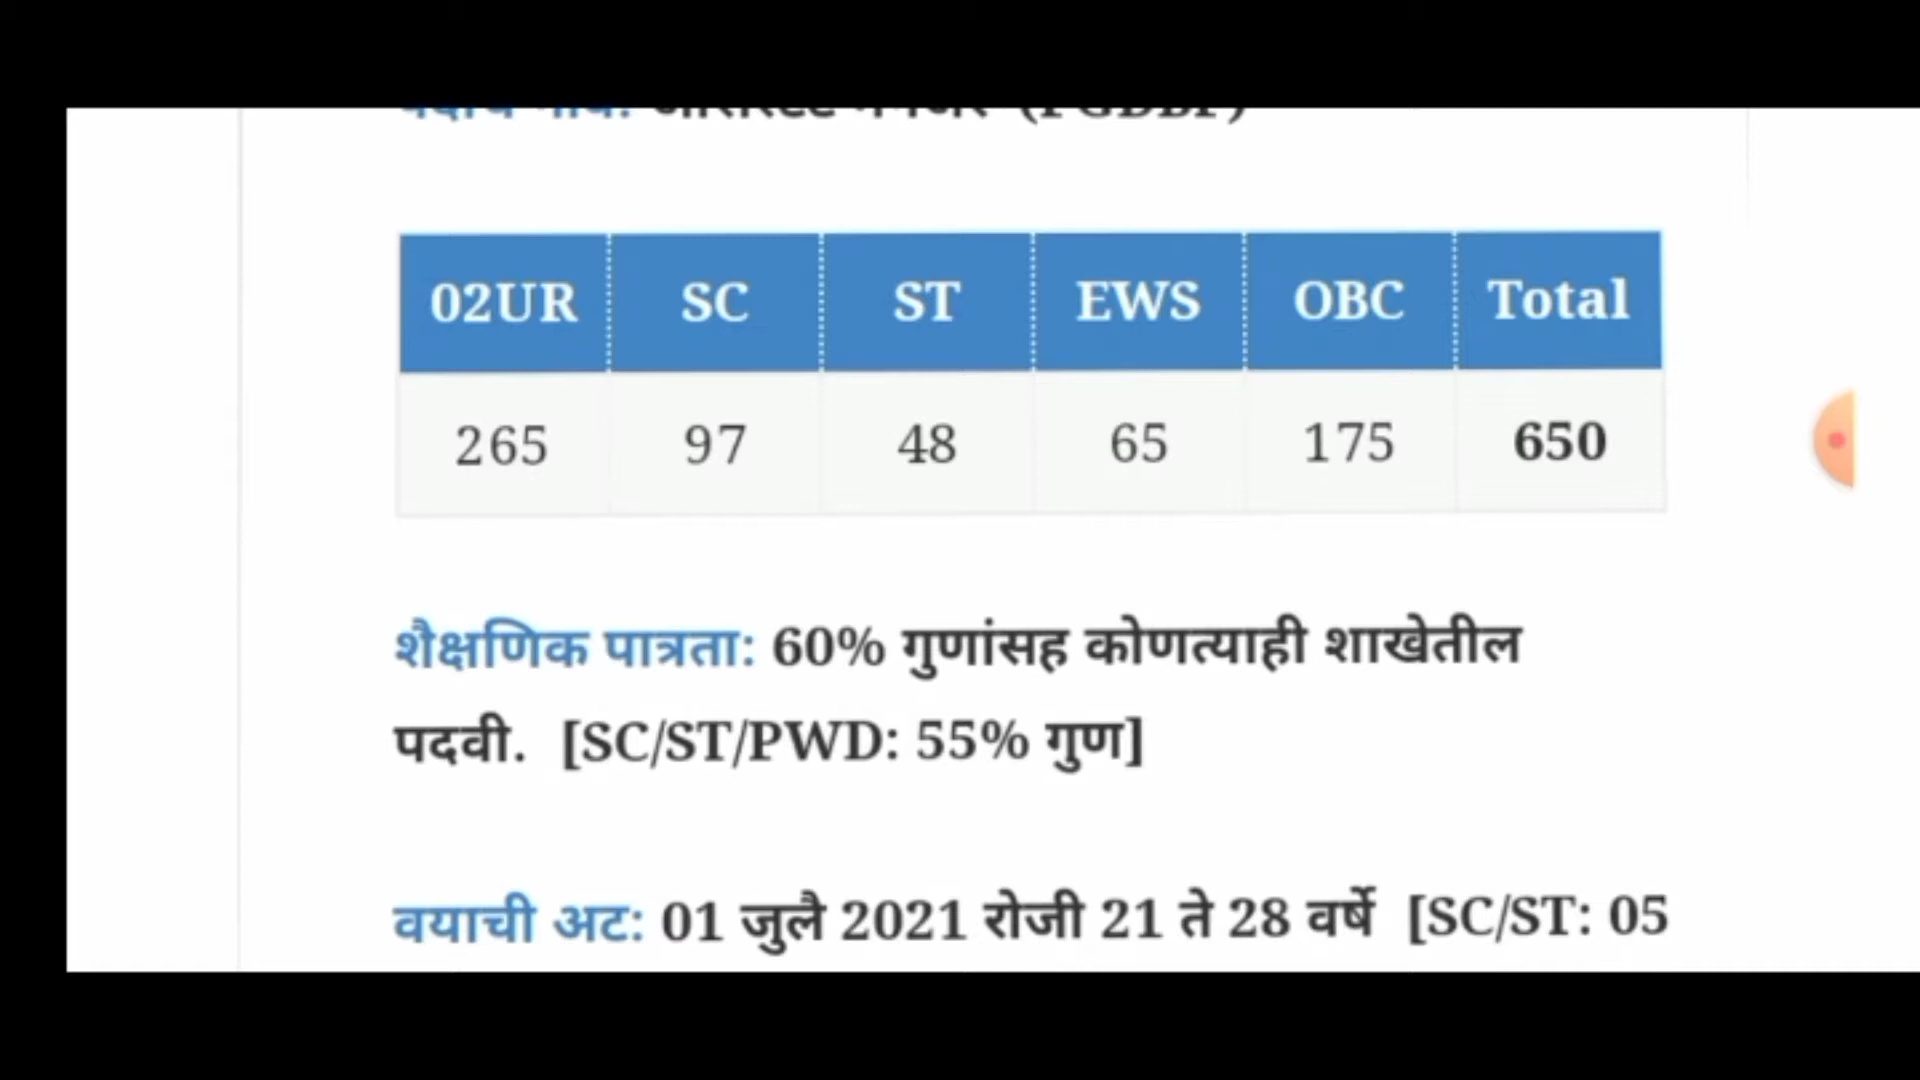 02UR SC ST EWS OBC Total
265 97 48 65 175 650
शैक्षणिक पात्रता: 60% गुणांसह कोणत्याही शाखेतील
पदवी. [SC/ST/PWD: 55% गुण]
वयाची अट: 01 जुलै 2021 रोजी 21 ते 28 वर्षे [SC/ST: 05